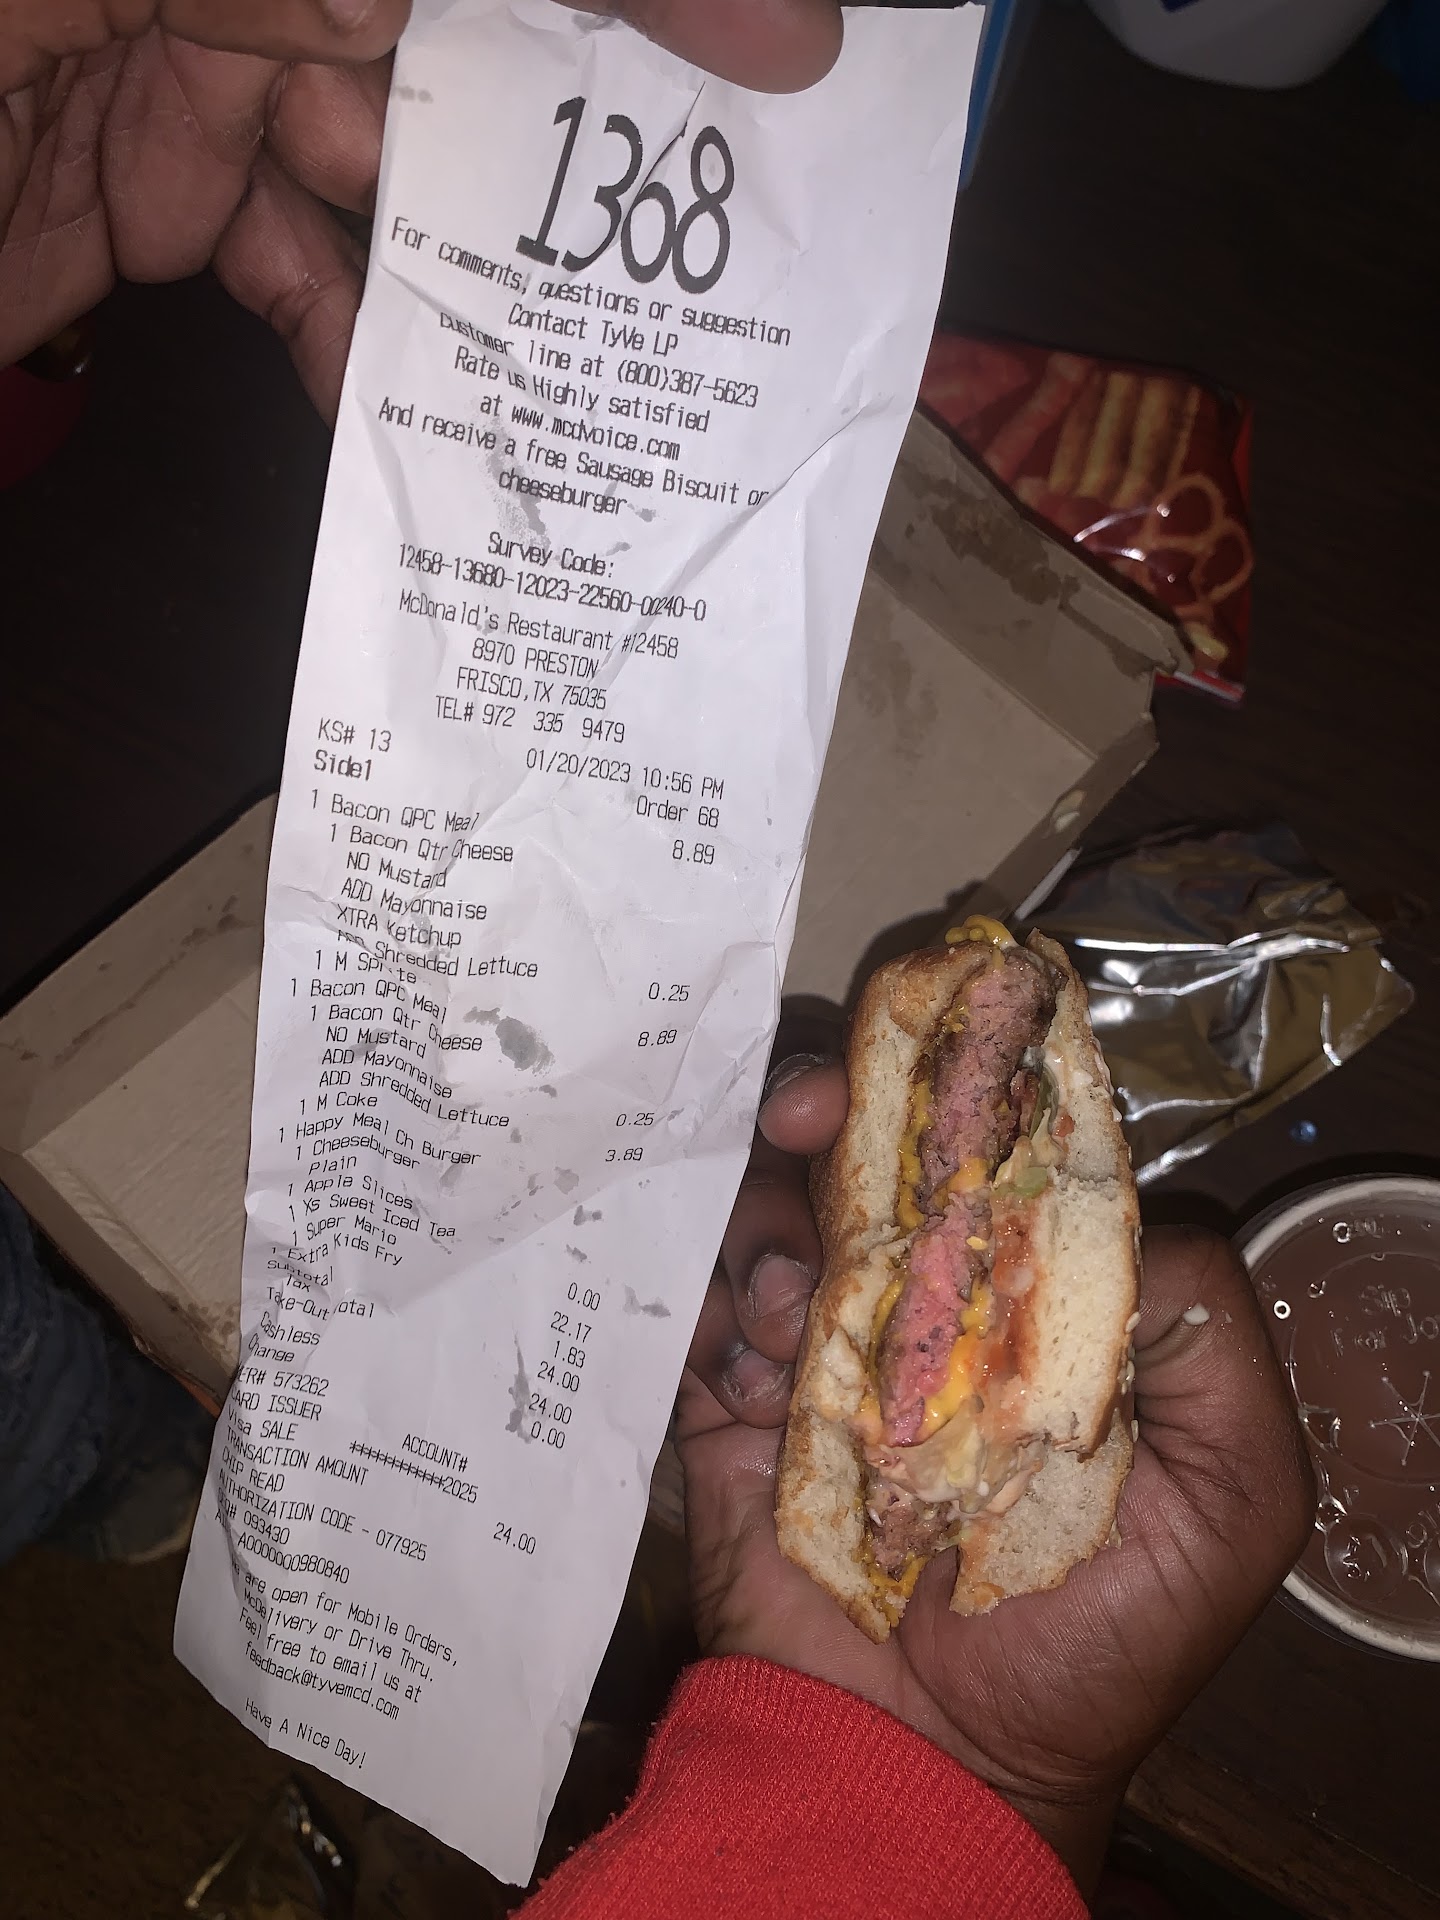 1368
For comments, questions or suggestion
Contact TyVe LP
customer line at (800)387-5623
Rate us Highly satisfied
at www.mcdvoice.com
And receive a free Sausage Biscuit or
cheeseburger
Survey Code:
12458-13680-12023-22560-00240-0
McDonald's Restaurant #12458
8970 PRESTON
FRISCO,TX 75035
TEL# 972 335 9479
KS# 13 01/20/2023 10:56 PM
Side1 Order 68
1 Bacon QPC Meal 8.89
1 Bacon Qtr Cheese
NO Mustard
ADD Mayonnaise
XTRA Ketchup
ADD Shredded Lettuce 0.25
1 M Sprite
1 Bacon QPC Meal 8.89
1 Bacon Qtr Cheese
NO Mustard
ADD Mayonnaise
ADD Shredded Lettuce 0.25
1 M Coke
1 Happy Meal Ch Burger 3.89
1 Cheeseburger
Plain
1 Apple Slices
1 XS Sweet Iced Tea
1 Super Mario
1 Extra Kids Fry 0.00
Subtotal 22.17
Tax 1.83
Take-Out Total 24.00
Cashless 24.00
Change 0.00
MER# 573262
CARD ISSUER ACCOUNT#
Visa SALE ************2025
TRANSACTION AMOUNT 24.00
CHIP READ
AUTHORIZATION CODE - 077925
SEQ# 093430
AID A0000000980840
We are open for Mobile Orders,
McDelivery or Drive Thru.
Feel free to email us at
feedback@tyvemcd.com
Have A Nice Day!